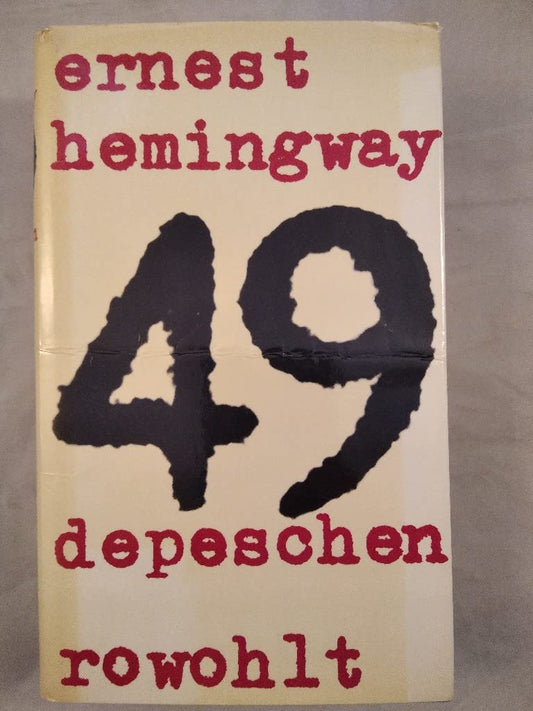 ernest
hemingway
49
depeschen
rowohlt